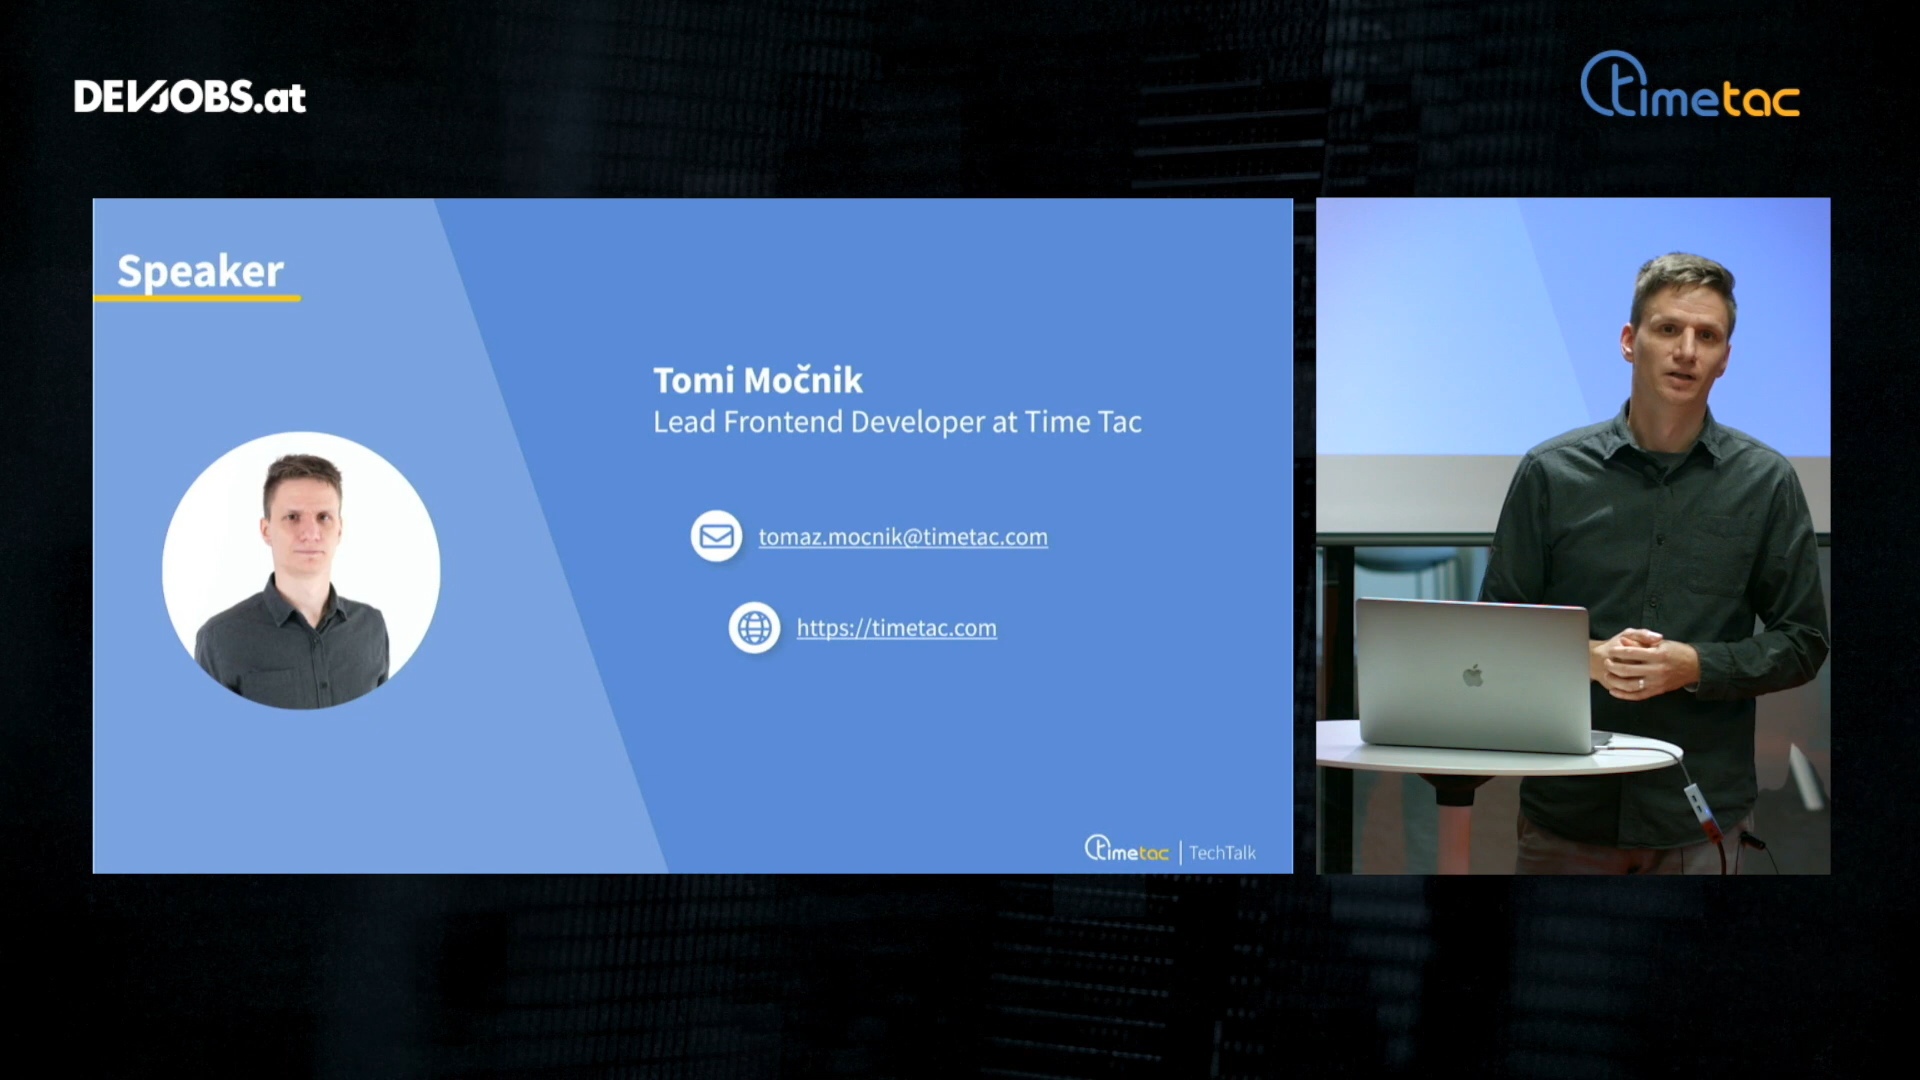 DEVJOBS.at
timetac
Speaker
Tomi Močnik
Lead Frontend Developer at Time Tac
tomaz.mocnik@timetac.com
https://timetac.com
timetac | TechTalk